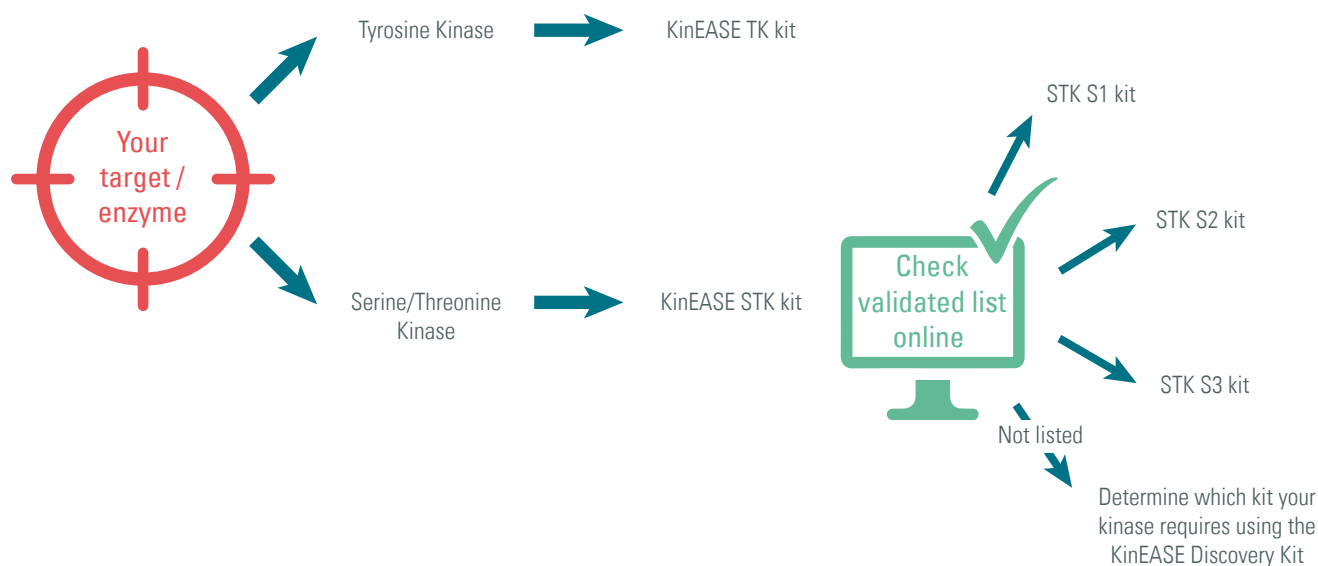 Your
target /
enzyme
Tyrosine Kinase
KinEASE TK kit
Serine/Threonine
Kinase
KinEASE STK kit
Check
validated list
online
STK S1 kit
STK S2 kit
STK S3 kit
Not listed
Determine which kit your
kinase requires using the
KinEASE Discovery Kit